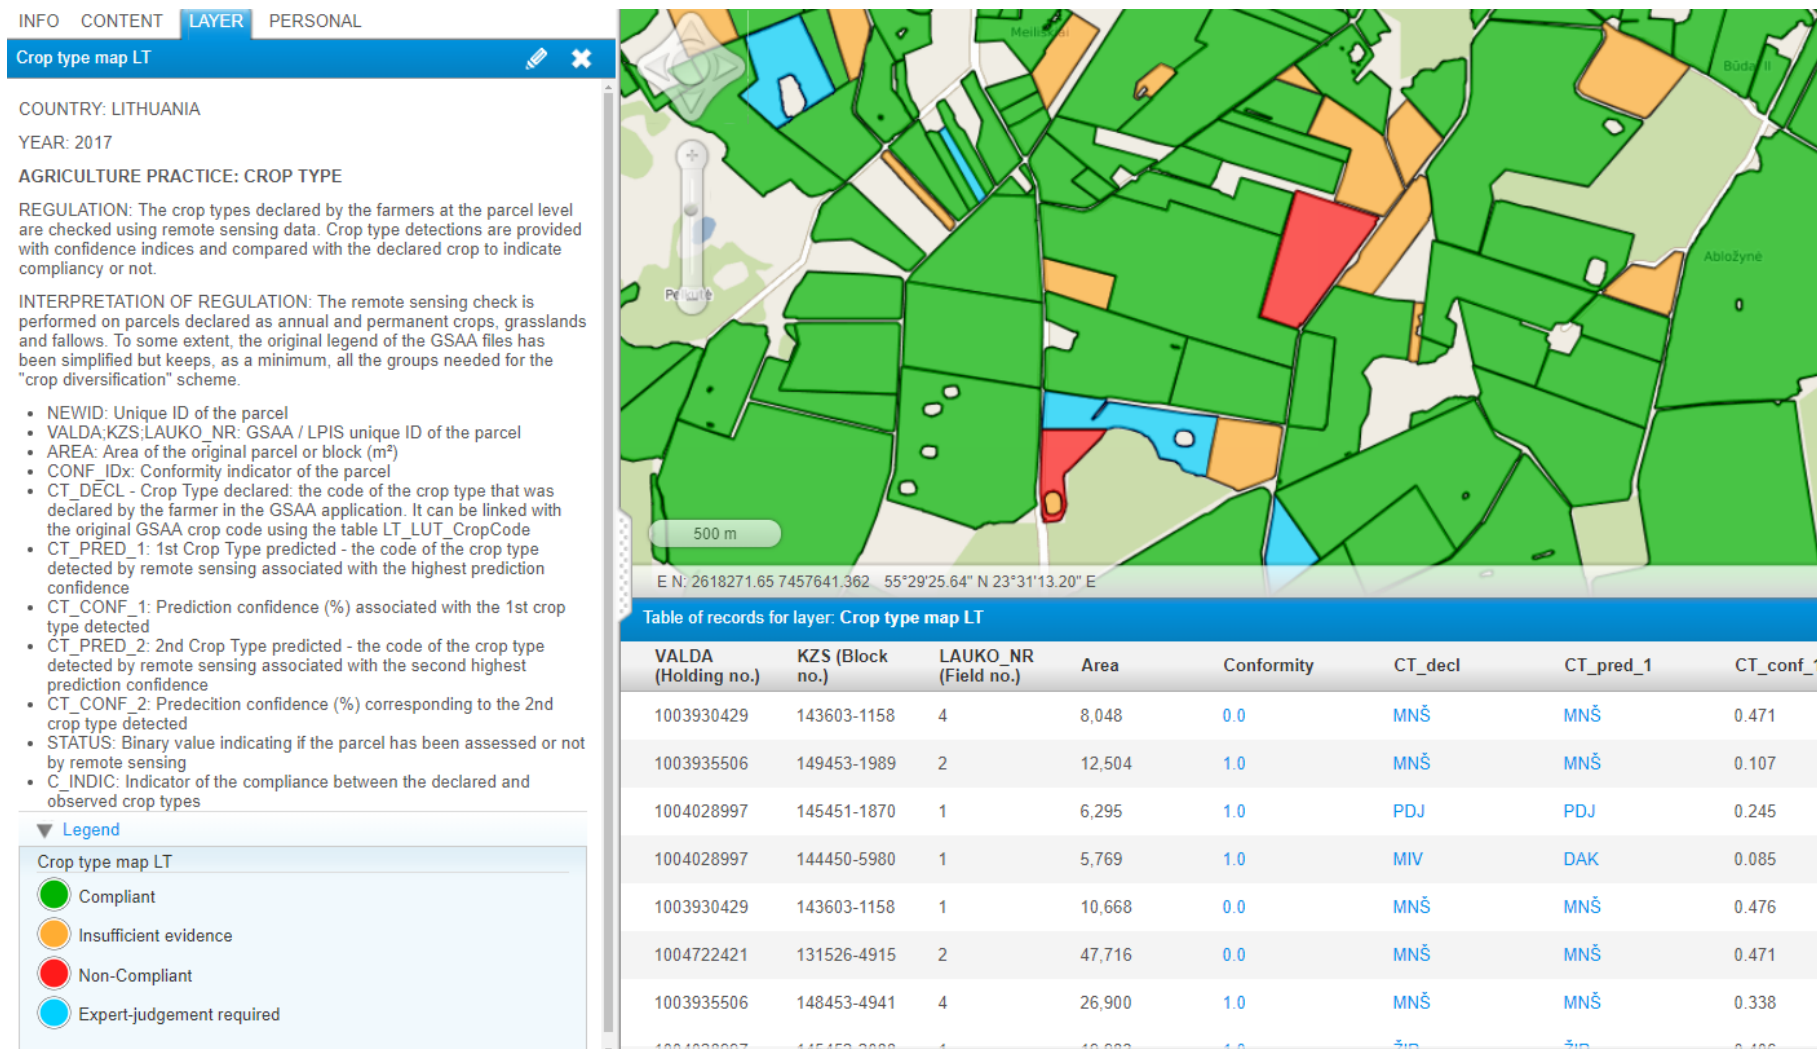 INFO CONTENT LAYER PERSONAL
Crop type map LT
COUNTRY: LITHUANIA
YEAR: 2017
AGRICULTURE PRACTICE: CROP TYPE
REGULATION: The crop types declared by the farmers at the parcel level
are checked using remote sensing data. Crop type detections are provided
with confidence indices and compared with the declared crop to indicate
compliancy or not.
INTERPRETATION OF REGULATION: The remote sensing check is
performed on parcels declared as annual and permanent crops, grasslands
and fallows. To some extent, the original legend of the GSAA files has
been simplified but keeps, as a minimum, all the groups needed for the
"crop diversification" scheme.
• NEWID: Unique ID of the parcel
• VALDA;KZS;LAUKO_NR: GSAA / LPIS unique ID of the parcel
• AREA: Area of the original parcel or block (m²)
• CONF_IDx: Conformity indicator of the parcel
• CT_DECL - Crop Type declared: the code of the crop type that was
declared by the farmer in the GSAA application. It can be linked with
the original GSAA crop code using the table LT_LUT_CropCode
• CT_PRED_1: 1st Crop Type predicted - the code of the crop type
detected by remote sensing associated with the highest prediction
confidence
• CT_CONF_1: Prediction confidence (%) associated with the 1st crop
type detected
• CT_PRED_2: 2nd Crop Type predicted - the code of the crop type
detected by remote sensing associated with the second highest
prediction confidence
• CT_CONF_2: Predecition confidence (%) corresponding to the 2nd
crop type detected
• STATUS: Binary value indicating if the parcel has been assessed or not
by remote sensing
• C_INDIC: Indicator of the compliance between the declared and
observed crop types
Legend
Crop type map LT
Compliant
Insufficient evidence
Non-Compliant
Expert-judgement required
Būda II
Abložynė
500 m
E N: 2618271.65 7457641.362 55°29'25.64" N 23°31'13.20" E
Table of records for layer: Crop type map LT
VALDA (Holding no.) KZS (Block no.) LAUKO_NR (Field no.) Area Conformity CT_decl CT_pred_1 CT_conf_1
1003930429 143603-1158 4 8,048 0.0 MNŠ MNŠ 0.471
1003935506 149453-1989 2 12,504 1.0 MNŠ MNŠ 0.107
1004028997 145451-1870 1 6,295 1.0 PDJ PDJ 0.245
1004028997 144450-5980 1 5,769 1.0 MIV DAK 0.085
1003930429 143603-1158 1 10,668 0.0 MNŠ MNŠ 0.476
1004722421 131526-4915 2 47,716 0.0 MNŠ MNŠ 0.471
1003935506 148453-4941 4 26,900 1.0 MNŠ MNŠ 0.338